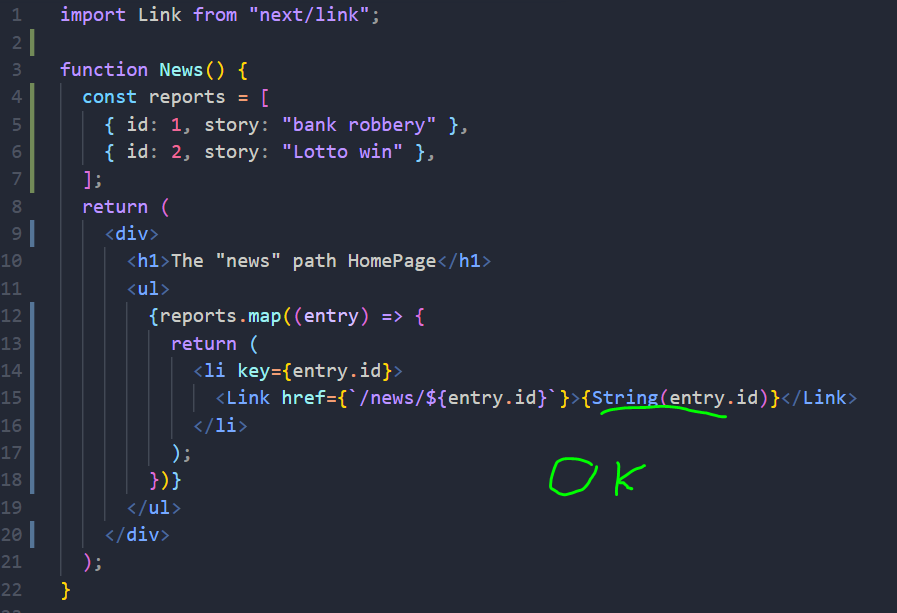 1 import Link from "next/link";
2
3 function News() {
4 const reports = [
5 { id: 1, story: "bank robbery" },
6 { id: 2, story: "Lotto win" },
7 ];
8 return (
9 <div>
10 <h1>The "news" path HomePage</h1>
11 <ul>
12 {reports.map((entry) => {
13 return (
14 <li key={entry.id}>
15 <Link href={`/news/${entry.id}`}>{String(entry.id)}</Link>
16 </li>
17 );
18 })}
19 </ul>
20 </div>
21 );
22 }
OK